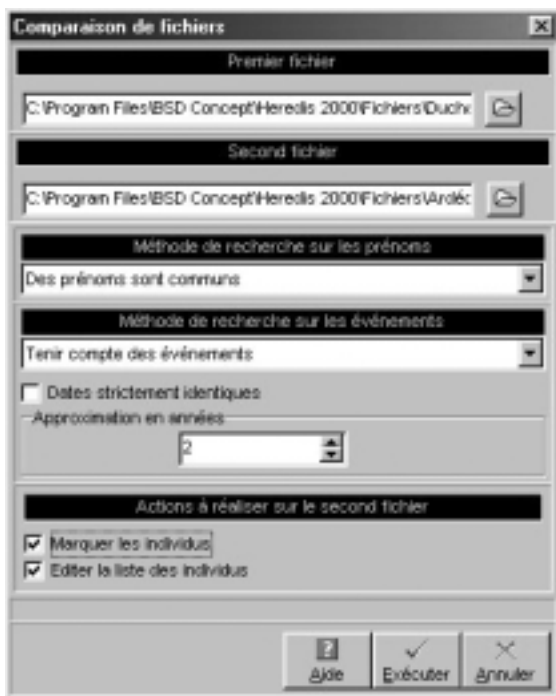 Comparaison de fichiers
Premier fichier
C:\Program Files\BSD Concept\Heredis 2000\Fichiers\Duch
Second fichier
C:\Program Files\BSD Concept\Heredis 2000\Fichiers\Ardéc
Méthode de recherche sur les prénoms
Des prénoms sont communs
Méthode de recherche sur les événements
Tenir compte des événements
Dates strictement identiques
Approximation en années
2
Actions à réaliser sur le second fichier
Marquer les individus
Editer la liste des individus
Aide Exécuter Annuler